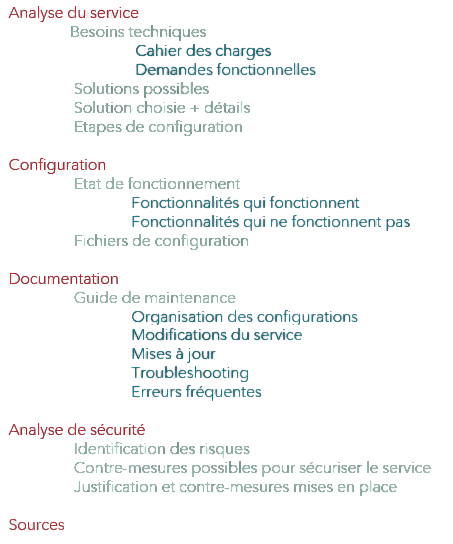 Analyse du service
Besoins techniques
Cahier des charges
Demandes fonctionnelles
Solutions possibles
Solution choisie + détails
Etapes de configuration
Configuration
Etat de fonctionnement
Fonctionnalités qui fonctionnent
Fonctionnalités qui ne fonctionnent pas
Fichiers de configuration
Documentation
Guide de maintenance
Organisation des configurations
Modifications du service
Mises à jour
Troubleshooting
Erreurs fréquentes
Analyse de sécurité
Identification des risques
Contre-mesures possibles pour sécuriser le service
Justification et contre-mesures mises en place
Sources